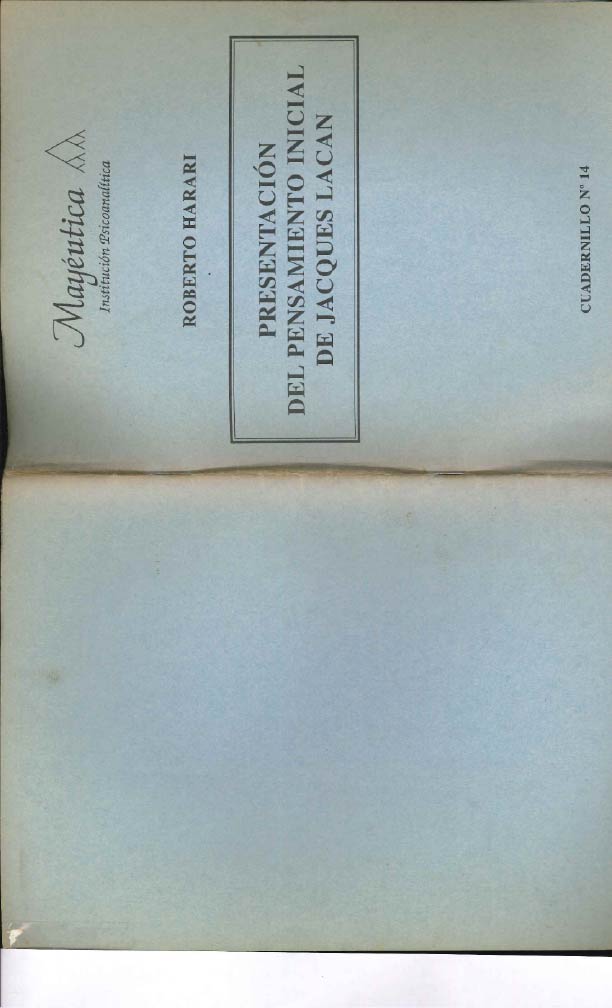 Mayéutica
Institución Psicoanalítica
ROBERTO HARARI
PRESENTACIÓN
DEL PENSAMIENTO INICIAL
DE JACQUES LACAN
CUADERNILLO Nº 14